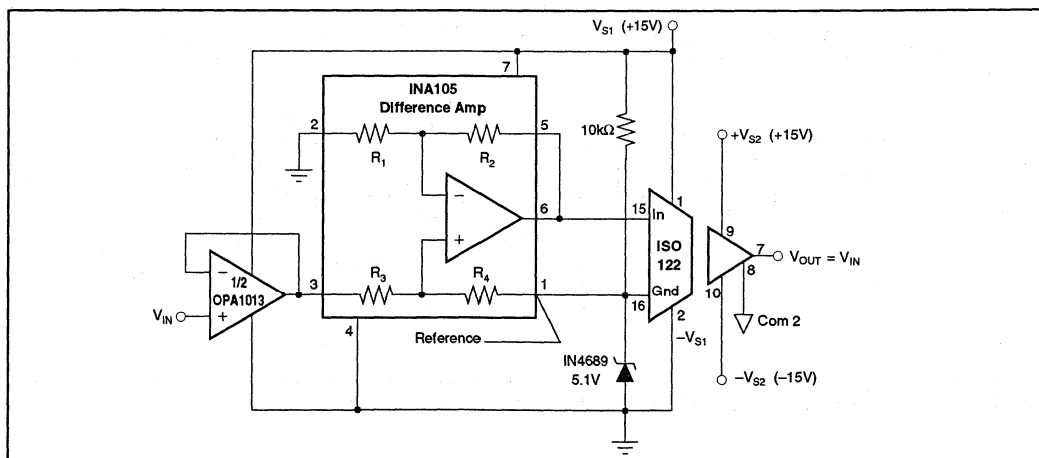 V_S1 (+15V)
7
INA105
Difference Amp
2
5
R_1
R_2
10kΩ
+V_S2 (+15V)
6
15
In
1
9
7
V_OUT = V_IN
ISO
122
8
1/2
OPA1013
3
R_3
R_4
1
Gnd
16
10
Com 2
V_IN
4
Reference
2
–V_S1
IN4689
5.1V
–V_S2 (–15V)
–
+
–
+